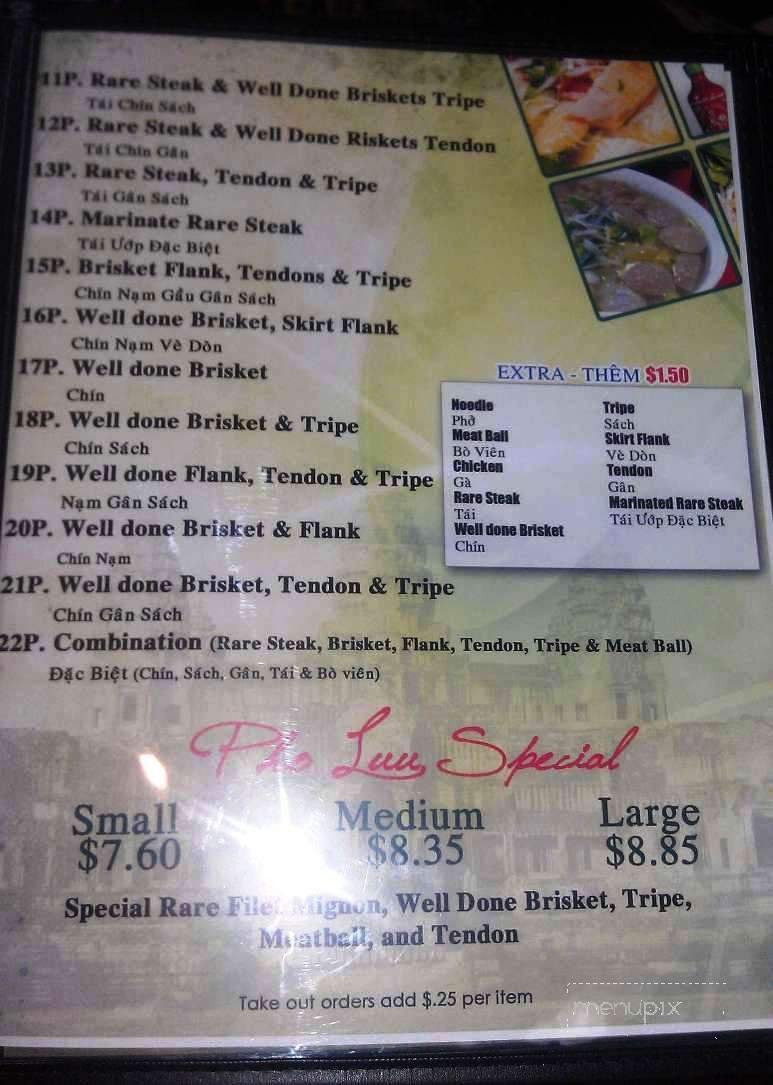 11P. Rare Steak & Well Done Briskets Tripe
Tái Chín Sách
12P. Rare Steak & Well Done Riskets Tendon
Tái Chín Gân
13P. Rare Steak, Tendon & Tripe
Tái Gân Sách
14P. Marinate Rare Steak
Tái Ướp Đặc Biệt
15P. Brisket Flank, Tendons & Tripe
Chín Nạm Gầu Gân Sách
16P. Well done Brisket, Skirt Flank
Chín Nạm Vè Dòn
17P. Well done Brisket
Chín
18P. Well done Brisket & Tripe
Chín Sách
19P. Well done Flank, Tendon & Tripe
Nạm Gân Sách
20P. Well done Brisket & Flank
Chín Nạm
21P. Well done Brisket, Tendon & Tripe
Chín Gân Sách
22P. Combination (Rare Steak, Brisket, Flank, Tendon, Tripe & Meat Ball)
Đặc Biệt (Chín, Sách, Gân, Tái & Bò viên)
EXTRA - THÊM $1.50
Noodle
Phở
Meat Ball
Bò Viên
Chicken
Gà
Rare Steak
Tái
Well done Brisket
Chín
Tripe
Sách
Skirt Flank
Vè Dòn
Tendon
Gân
Marinated Rare Steak
Tái Ướp Đặc Biệt
Pho Luu Special
Small Medium Large
$7.60 $8.35 $8.85
Special Rare Filet Mignon, Well Done Brisket, Tripe,
Meatball, and Tendon
Take out orders add $.25 per item
menupix